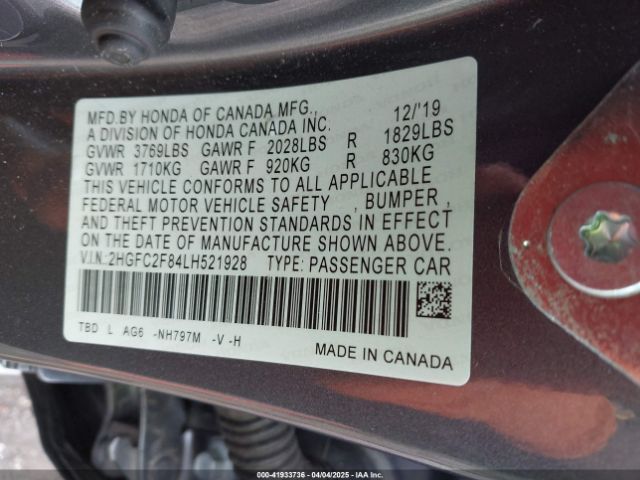 MFD.BY HONDA OF CANADA MFG., 12/'19
A DIVISION OF HONDA CANADA INC.
GVWR 3769LBS GAWR F 2028LBS R 1829LBS
GVWR 1710KG GAWR F 920KG R 830KG
THIS VEHICLE CONFORMS TO ALL APPLICABLE
FEDERAL MOTOR VEHICLE SAFETY , BUMPER ,
AND THEFT PREVENTION STANDARDS IN EFFECT
ON THE DATE OF MANUFACTURE SHOWN ABOVE.
V.I.N.:2HGFC2F84LH521928 TYPE: PASSENGER CAR
TBD L AG6 -NH797M -V -H
MADE IN CANADA
00-41933736 - 04/04/2025 - IAA Inc.